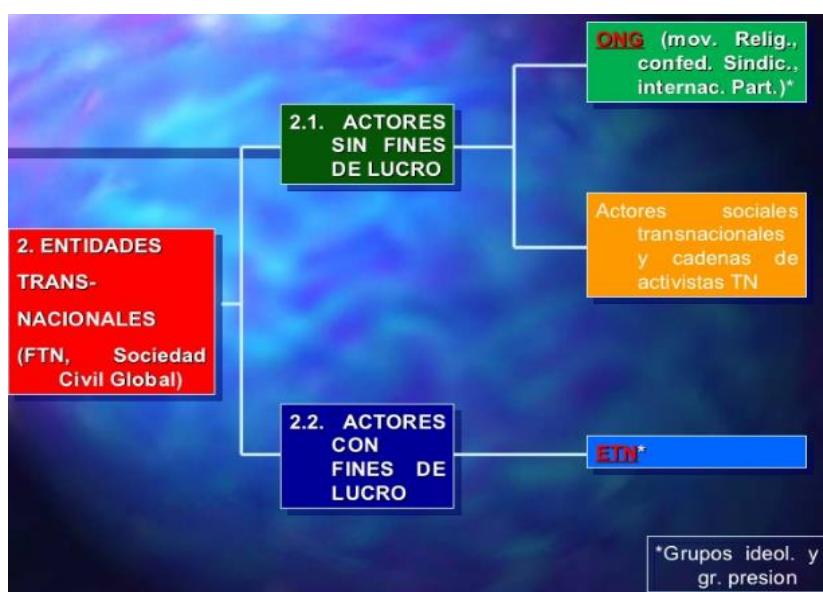 ONG (mov. Relig.,
confed. Sindic.,
internac. Part.)*
2.1. ACTORES
SIN FINES
DE LUCRO
Actores sociales
transnacionales
y cadenas de
activistas TN
2. ENTIDADES
TRANS-
NACIONALES
(FTN, Sociedad
Civil Global)
2.2. ACTORES
CON
FINES DE
LUCRO
ETN*
*Grupos ideol. y
gr. presion